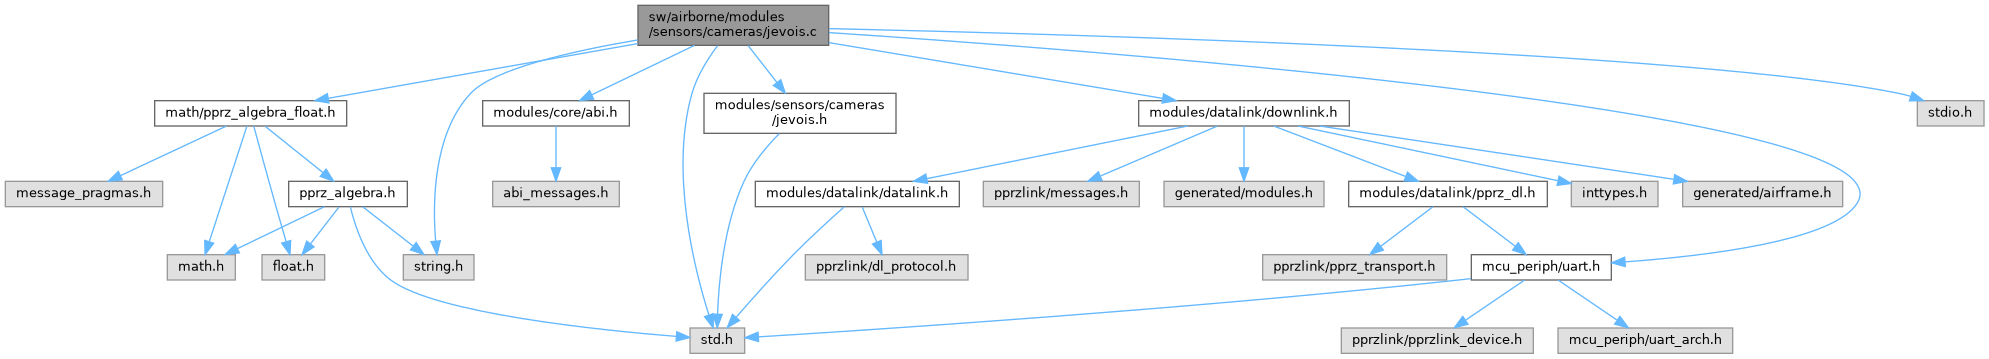 sw/airborne/modules
/sensors/cameras/jevois.c
math/pprz_algebra_float.h
modules/core/abi.h
modules/sensors/cameras
/jevois.h
modules/datalink/downlink.h
stdio.h
message_pragmas.h
pprz_algebra.h
abi_messages.h
modules/datalink/datalink.h
pprzlink/messages.h
generated/modules.h
modules/datalink/pprz_dl.h
inttypes.h
generated/airframe.h
math.h
float.h
string.h
pprzlink/dl_protocol.h
pprzlink/pprz_transport.h
mcu_periph/uart.h
std.h
pprzlink/pprzlink_device.h
mcu_periph/uart_arch.h